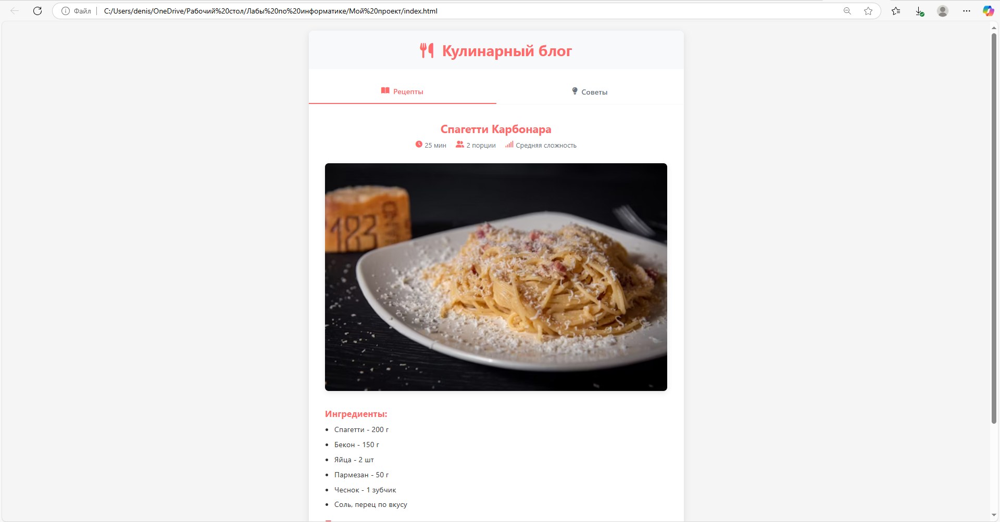 Файл C:/Users/denis/OneDrive/Рабочий%20стол/Лабы%20по%20информатике/Мой%20проект/index.html
Кулинарный блог
Рецепты Советы
Спагетти Карбонара
25 мин 2 порции Средняя сложность
183
Ингредиенты:
Спагетти - 200 г
Бекон - 150 г
Яйца - 2 шт
Пармезан - 50 г
Чеснок - 1 зубчик
Соль, перец по вкусу